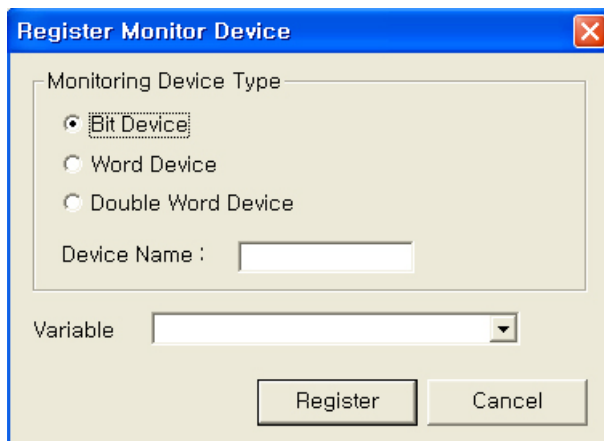 Register Monitor Device
Monitoring Device Type
Bit Device
Word Device
Double Word Device
Device Name :
Variable
Register Cancel